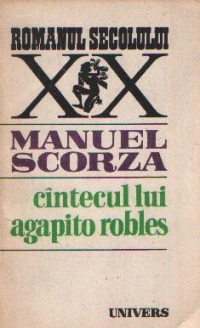 ROMANUL SECOLULUI
XX
MANUEL
SCORZA
cîntecul lui
agapito robles
UNIVERS